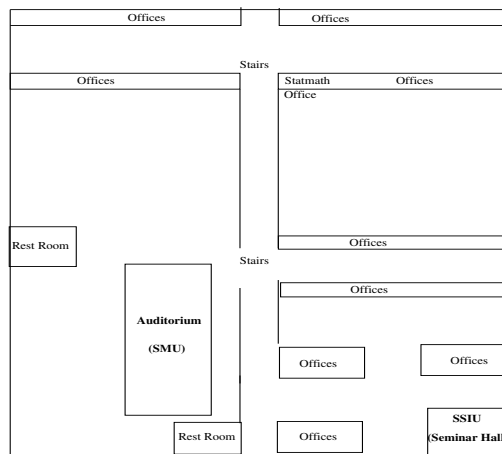 Offices
Offices
Stairs
Offices
Statmath
Offices
Office
Offices
Rest Room
Stairs
Offices
Auditorium
(SMU)
Offices
Offices
SSIU
(Seminar Hall
Rest Room
Offices